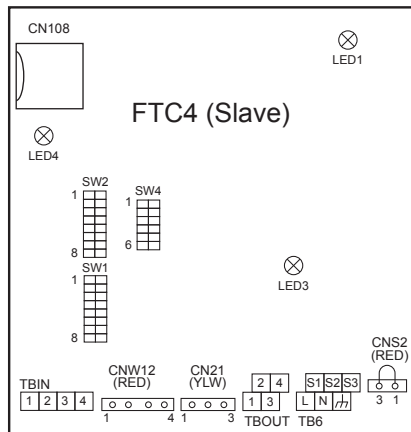 CN108
LED1
FTC4 (Slave)
LED4
SW2
1
8
SW4
1
6
SW1
1
8
LED3
CNS2
(RED)
3 1
TBIN
1 2 3 4
CNW12
(RED)
1 4
CN21
(YLW)
1 3
2 4
1 3
TBOUT
S1 S2 S3
L N
TB6